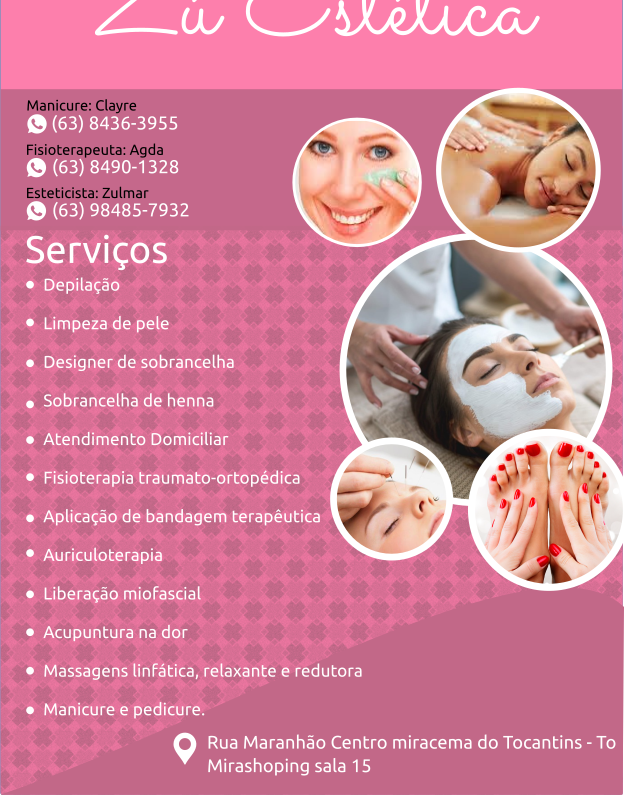 Zú Estética
Manicure: Clayre
(63) 8436-3955
Fisioterapeuta: Agda
(63) 8490-1328
Esteticista: Zulmar
(63) 98485-7932
Serviços
Depilação
Limpeza de pele
Designer de sobrancelha
Sobrancelha de henna
Atendimento Domiciliar
Fisioterapia traumato-ortopédica
Aplicação de bandagem terapêutica
Auriculoterapia
Liberação miofascial
Acupuntura na dor
Massagens linfática, relaxante e redutora
Manicure e pedicure.
Rua Maranhão Centro miracema do Tocantins - To
Mirashoping sala 15